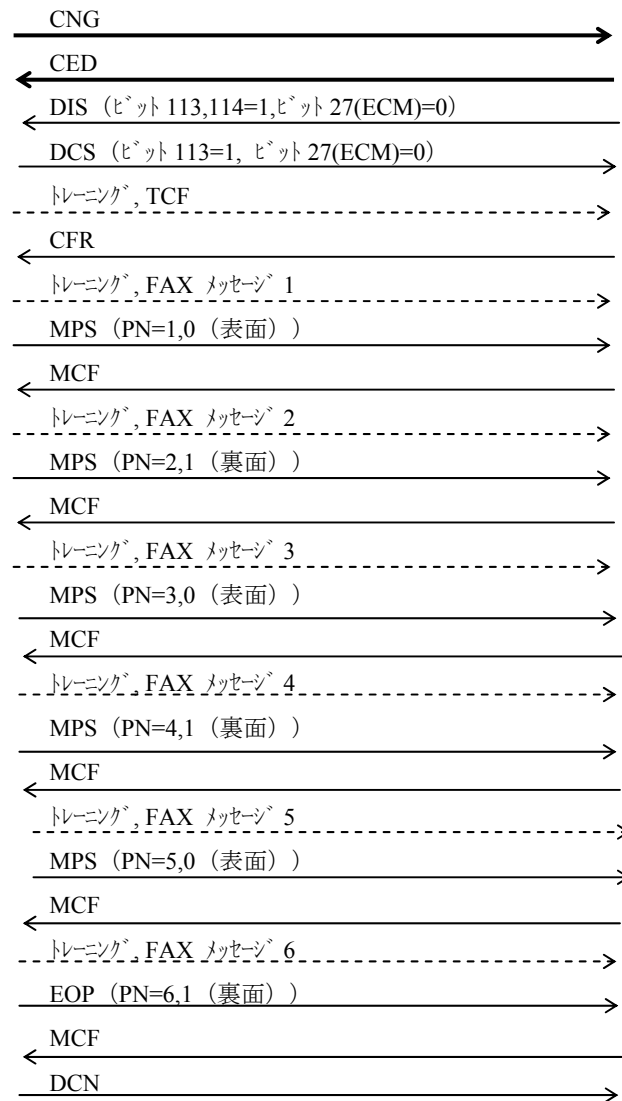 CNG
CED
DIS（ﾋﾞｯﾄ 113,114=1,ﾋﾞｯﾄ 27(ECM)=0）
DCS（ﾋﾞｯﾄ 113=1, ﾋﾞｯﾄ 27(ECM)=0）
ﾄﾚｰﾆﾝｸﾞ, TCF
CFR
ﾄﾚｰﾆﾝｸﾞ, FAX ﾒｯｾｰｼﾞ 1
MPS（PN=1,0（表面））
MCF
ﾄﾚｰﾆﾝｸﾞ, FAX ﾒｯｾｰｼﾞ 2
MPS（PN=2,1（裏面））
MCF
ﾄﾚｰﾆﾝｸﾞ, FAX ﾒｯｾｰｼﾞ 3
MPS（PN=3,0（表面））
MCF
ﾄﾚｰﾆﾝｸﾞ, FAX ﾒｯｾｰｼﾞ 4
MPS（PN=4,1（裏面））
MCF
ﾄﾚｰﾆﾝｸﾞ, FAX ﾒｯｾｰｼﾞ 5
MPS（PN=5,0（表面））
MCF
ﾄﾚｰﾆﾝｸﾞ, FAX ﾒｯｾｰｼﾞ 6
EOP（PN=6,1（裏面））
MCF
DCN